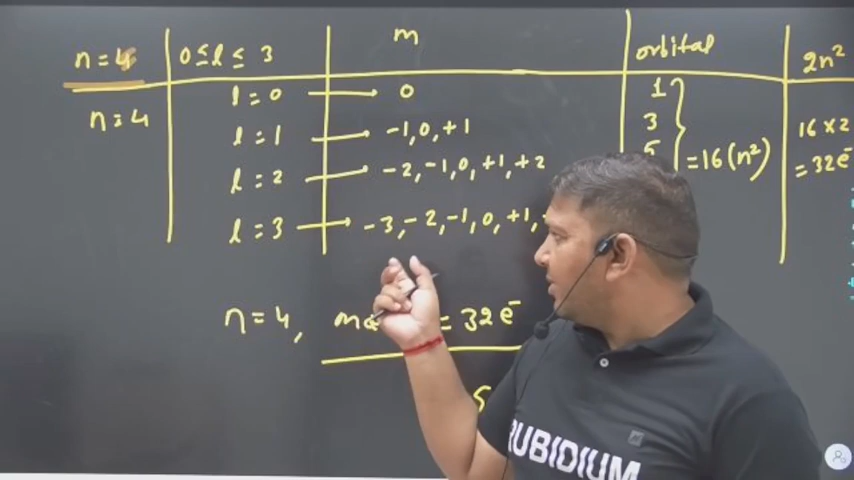 n = 4 0 ≤ l ≤ 3 m orbital 2n²
n = 4 l = 0 → 0 1
l = 1 → -1, 0, +1 3 16 × 2
l = 2 → -2, -1, 0, +1, +2 5 = 16 (n²) = 32e⁻
l = 3 → -3, -2, -1, 0, +1,
n = 4, = 32e⁻
RUBIDIUM